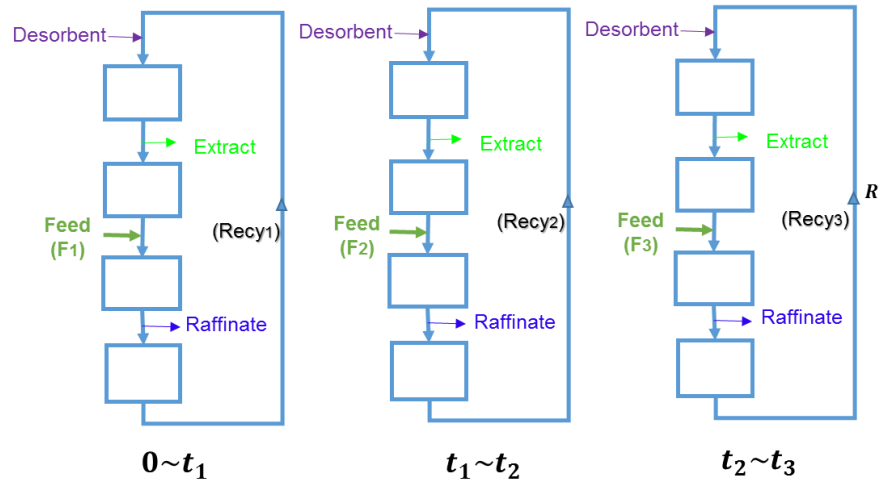 Desorbent
Extract
Feed
(F1)
(Recy1)
Raffinate
0~t1
Desorbent
Extract
Feed
(F2)
(Recy2)
Raffinate
t1~t2
Desorbent
Extract
R
Feed
(F3)
(Recy3)
Raffinate
t2~t3